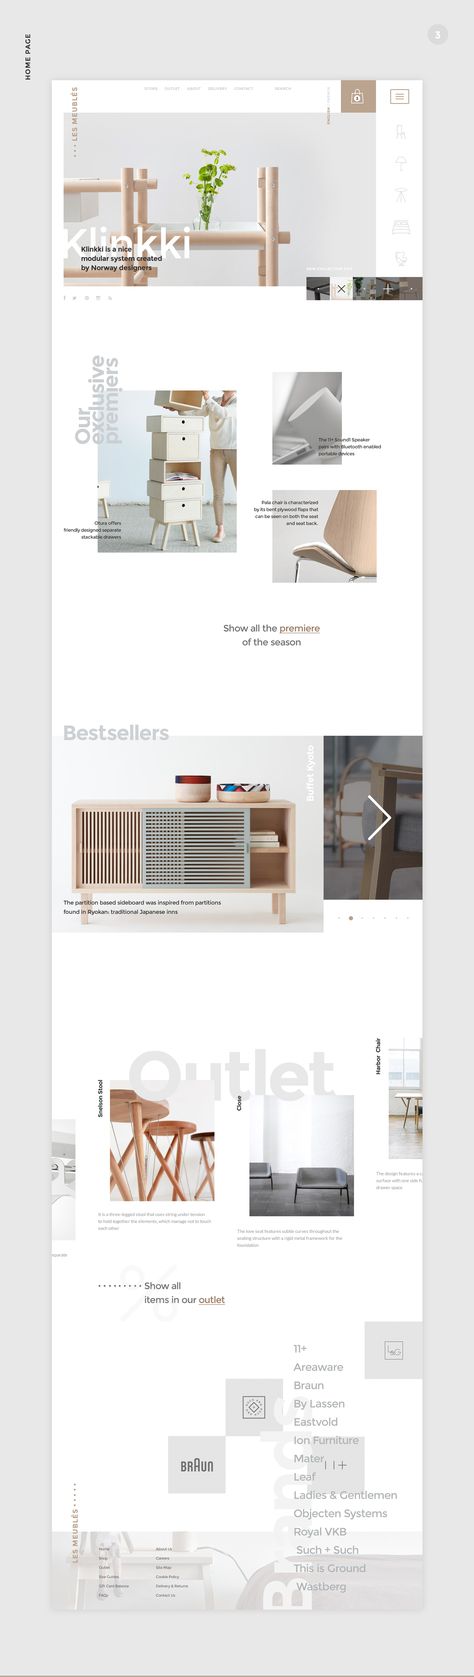 HOME PAGE
3
LES MEUBLÉS
STORE OUTLET ABOUT DELIVERY CONTACT SEARCH
ENGLISH
Klinkki
Klinkki is a nice
modular system created
by Norway designers
Our
exclusive
premiers
The 11+ Sound1 Speaker
pairs with Bluetooth enabled
portable devices
Otura offers
friendly designed separate
stackable drawers
Pala chair is characterized
by its bent plywood flaps that
can be seen on both the seat
and seat back.
Show all the premiere
of the season
Bestsellers
Buffet Kyoto
The partition based sideboard was inspired from partitions
found in Ryokan: traditional Japanese inns
Outlet
Snelson Stool
Close
Harbor Chair
It is a three-legged stool that uses string under tension
to hold together the elements, which manage not to touch
each other
The love seat features subtle curves throughout the
seating structure with a rigid metal framework for the
foundation
The design features a
surface with one side
drawer space
%
Show all
items in our outlet
Brands
11+
Areaware
Braun
By Lassen
Eastvold
Ion Furniture
Mater
Leaf
Ladies & Gentlemen
Objecten Systems
Royal VKB
Such + Such
This is Ground
Wastberg
L&G
BRAUN
11+
LES MEUBLÉS
Home
Shop
Outlet
Size Guides
Gift Card Balance
FAQs
About Us
Careers
Site Map
Cookie Policy
Delivery & Returns
Contact Us